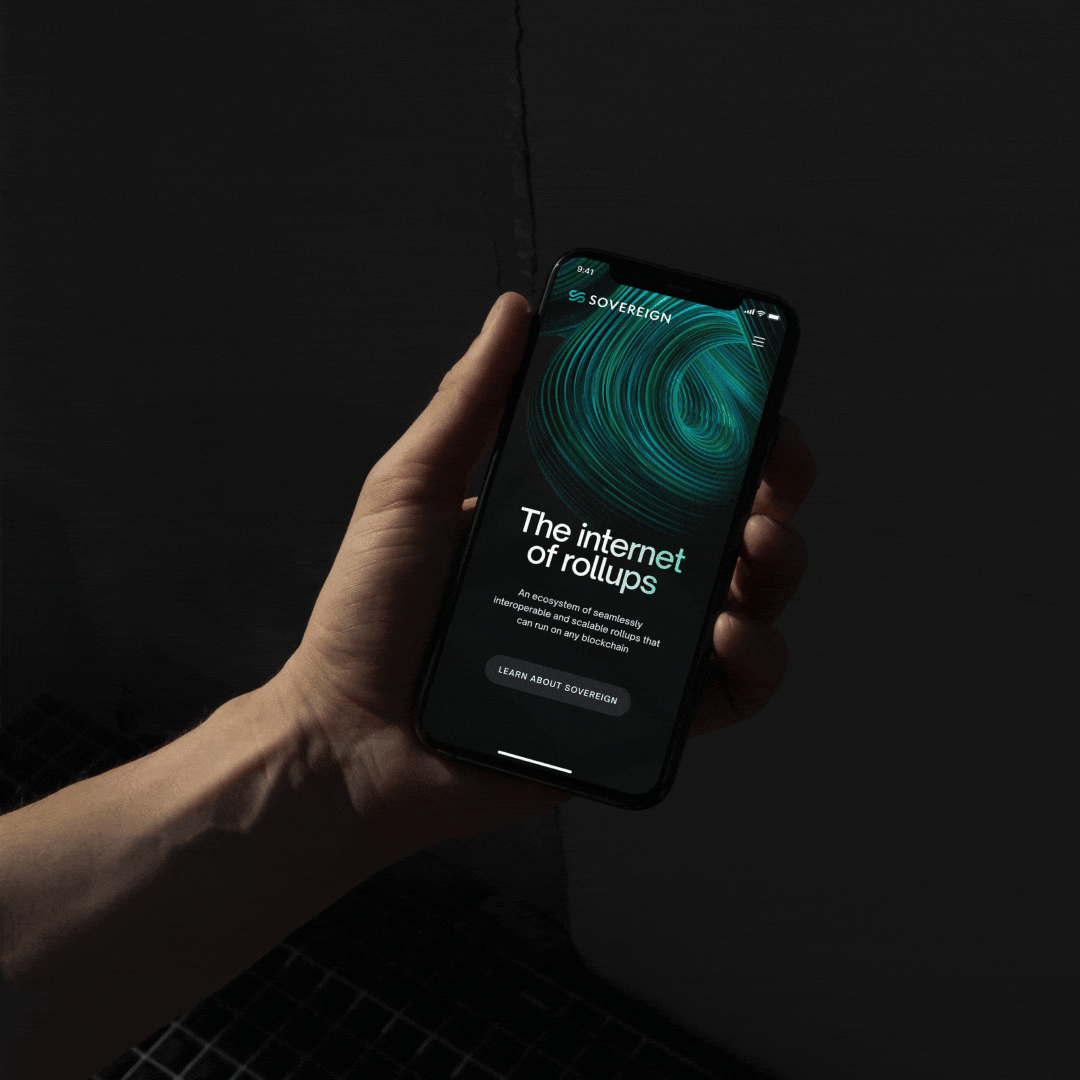 9:41
SOVEREIGN
The internet
of rollups
An ecosystem of seamlessly
interoperable and scalable rollups that
can run on any blockchain
LEARN ABOUT SOVEREIGN